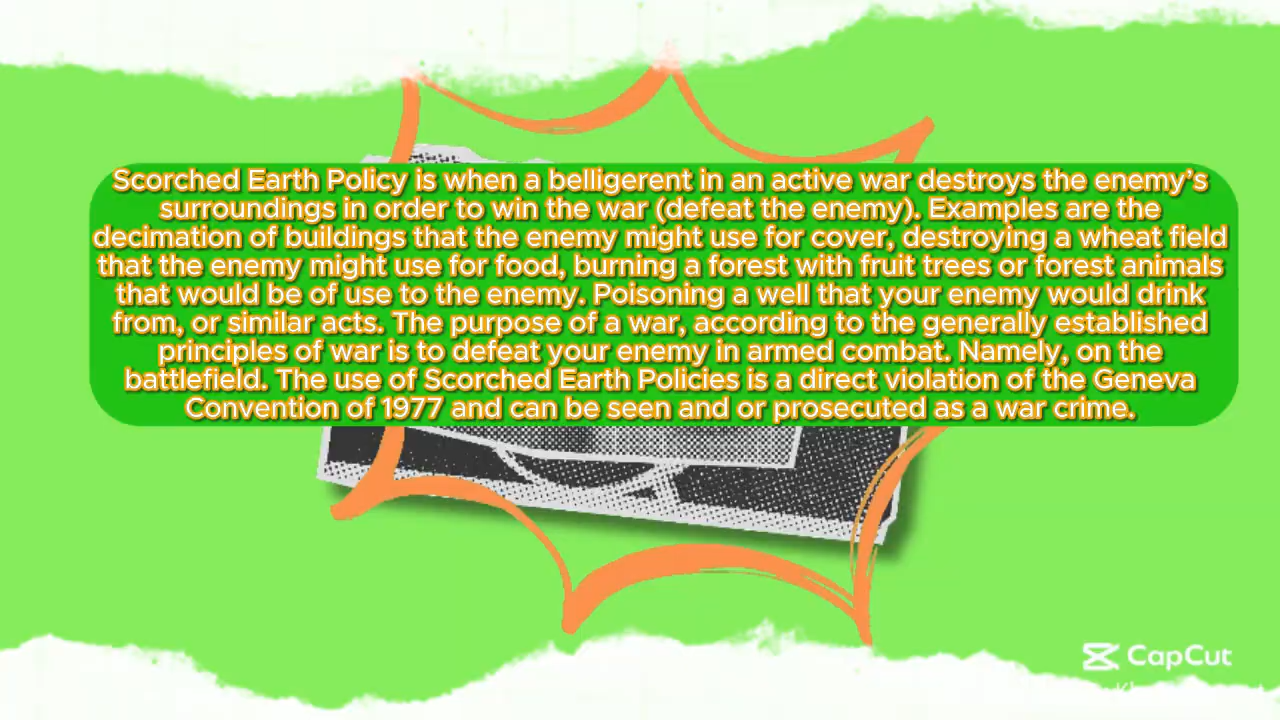 Scorched Earth Policy is when a belligerent in an active war destroys the enemy's
surroundings in order to win the war (defeat the enemy). Examples are the
decimation of buildings that the enemy might use for cover, destroying a wheat field
that the enemy might use for food, burning a forest with fruit trees or forest animals
that would be of use to the enemy. Poisoning a well that your enemy would drink
from, or similar acts. The purpose of a war, according to the generally established
principles of war is to defeat your enemy in armed combat. Namely, on the
battlefield. The use of Scorched Earth Policies is a direct violation of the Geneva
Convention of 1977 and can be seen and or prosecuted as a war crime.
CapCut